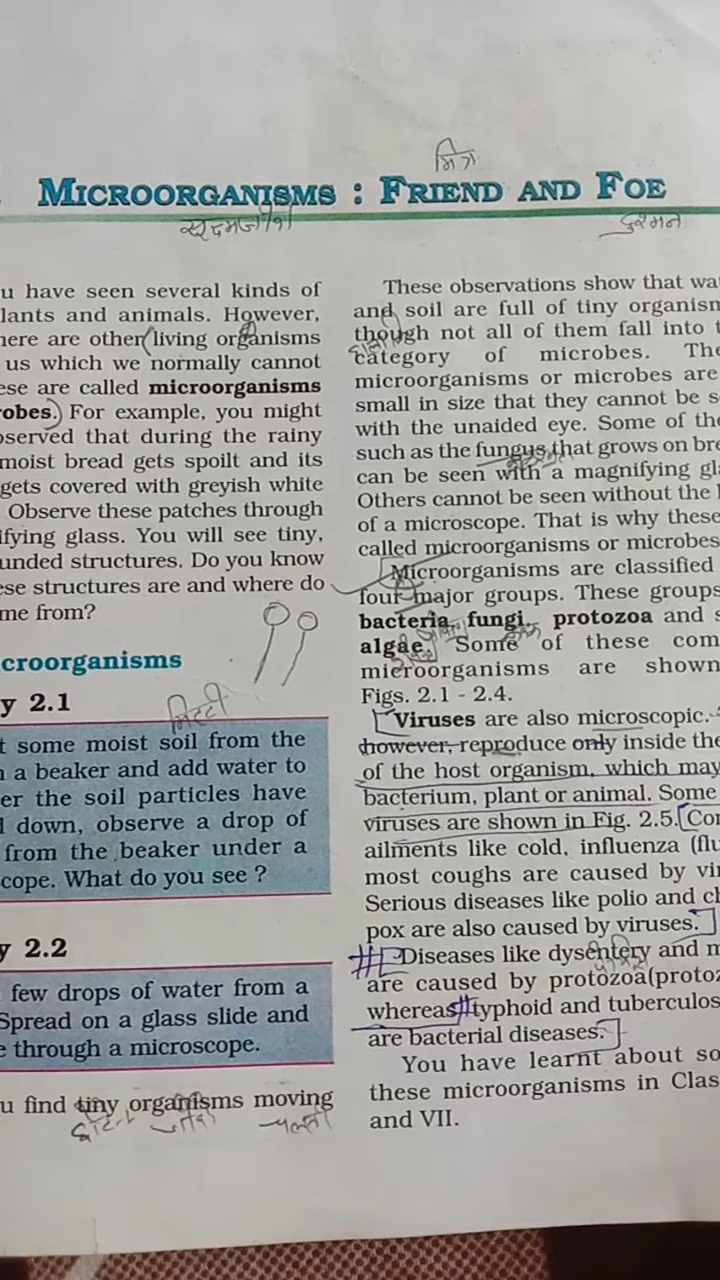 मित्र
MICROORGANISMS : FRIEND AND FOE
सूक्ष्मजीवो
दुश्मन
u have seen several kinds of
lants and animals. However,
here are other (living organisms
us which we normally cannot
ese are called microorganisms
robes.) For example, you might
bserved that during the rainy
moist bread gets spoilt and its
gets covered with greyish white
Observe these patches through
ifying glass. You will see tiny,
unded structures. Do you know
ese structures are and where do
me from?
croorganisms
y 2.1
मिट्टी
t some moist soil from the
a beaker and add water to
er the soil particles have
down, observe a drop of
from the beaker under a
cope. What do you see ?
y 2.2
few drops of water from a
Spread on a glass slide and
e through a microscope.
u find tiny organisms moving
These observations show that wa
and soil are full of tiny organism
though not all of them fall into t
category of microbes. The
microorganisms or microbes are
small in size that they cannot be s
with the unaided eye. Some of the
such as the fungus that grows on bre
can be seen with a magnifying gla
Others cannot be seen without the
of a microscope. That is why these
called microorganisms or microbes
Microorganisms are classified
four major groups. These groups
bacteria, fungi, protozoa and s
algae. Some of these com
microorganisms are shown
Figs. 2.1 - 2.4.
Viruses are also microscopic.
however, reproduce only inside the
of the host organism, which may
bacterium, plant or animal. Some
viruses are shown in Fig. 2.5. Cor
ailments like cold, influenza (flu
most coughs are caused by vir
Serious diseases like polio and ch
pox are also caused by viruses.
# Diseases like dysentery and m
are caused by protozoa(protoz
whereas # typhoid and tuberculos
are bacterial diseases.
You have learnt about so
these microorganisms in Clas
and VII.